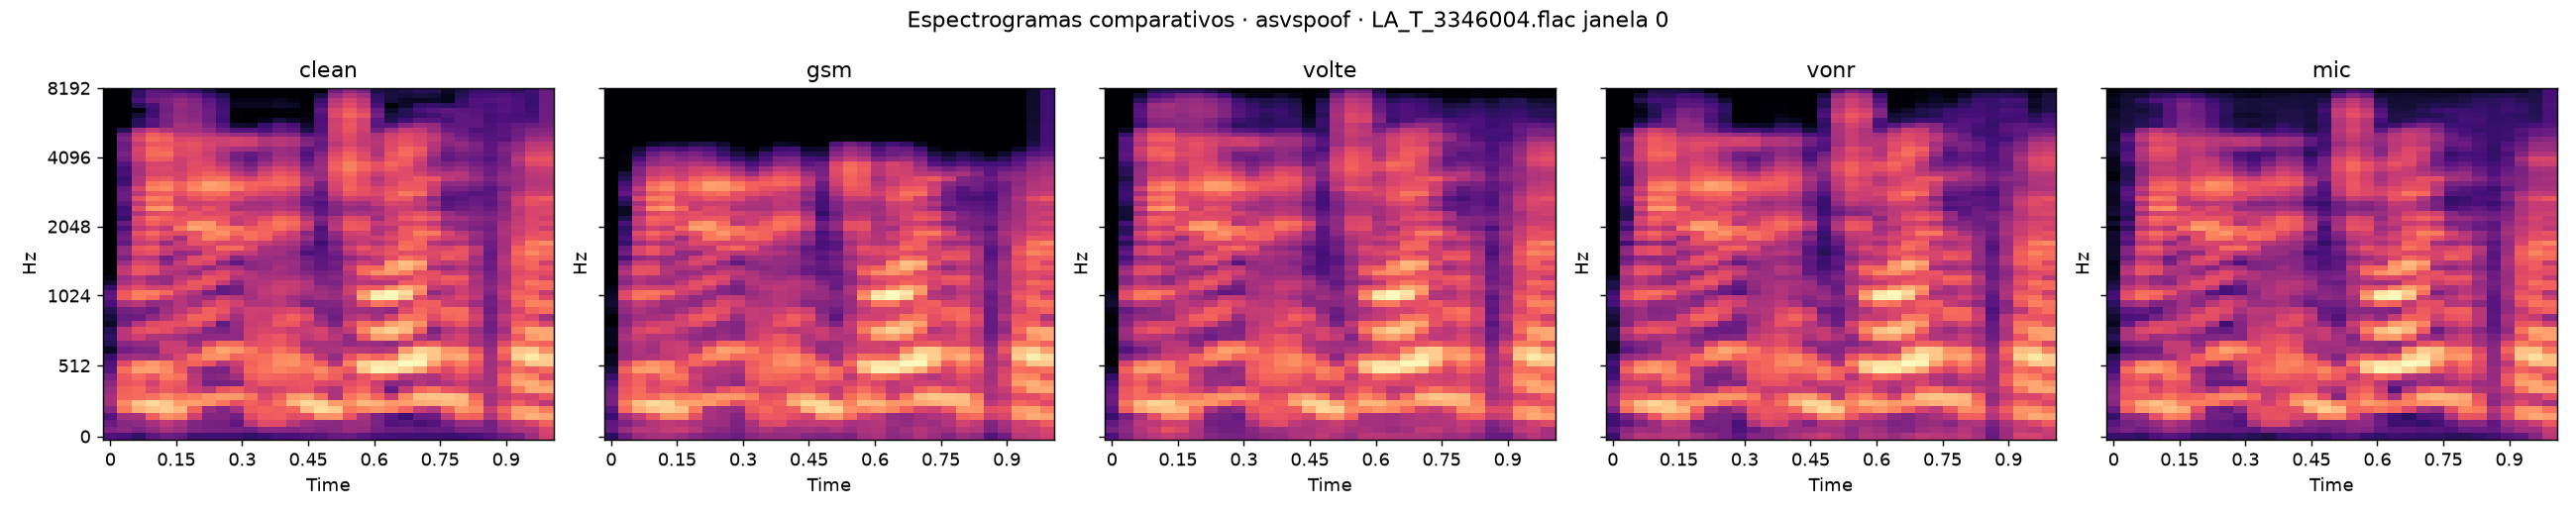 Espectrogramas comparativos · asvspoof · LA_T_3346004.flac janela 0
clean
gsm
volte
vonr
mic
8192
4096
2048
1024
512
0
Hz
Hz
Hz
Hz
Hz
0 0.15 0.3 0.45 0.6 0.75 0.9
0 0.15 0.3 0.45 0.6 0.75 0.9
0 0.15 0.3 0.45 0.6 0.75 0.9
0 0.15 0.3 0.45 0.6 0.75 0.9
0 0.15 0.3 0.45 0.6 0.75 0.9
Time
Time
Time
Time
Time